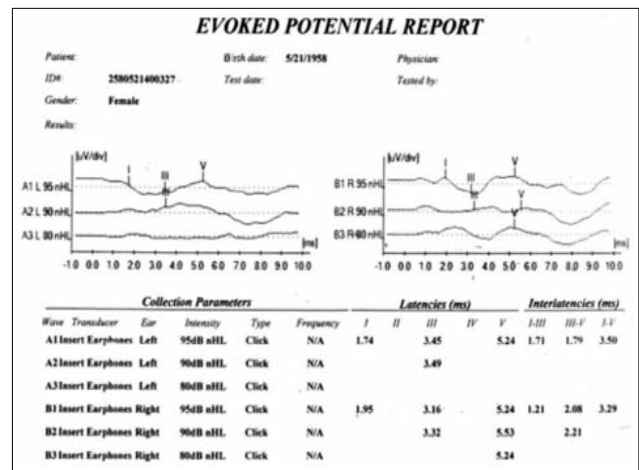 EVOKED POTENTIAL REPORT
Patient: Birth date: 5/21/1958 Physician:
ID#: 2580521400327 Test date: Tested by:
Gender: Female
Results:
[uV/div] [uV/div]
I III V I III V
A1 L 95 nHL B1 R 95 nHL
III III V
A2 L 90 nHL B2 R 90 nHL
V
A3 L 80 nHL B3 R 80 nHL
[ms] [ms]
-1.0 0.0 1.0 2.0 3.0 4.0 5.0 6.0 7.0 8.0 9.0 10.0 -1.0 0.0 1.0 2.0 3.0 4.0 5.0 6.0 7.0 8.0 9.0 10.0
Collection Parameters Latencies (ms) Interlatencies (ms)
Wave Transducer Ear Intensity Type Frequency I II III IV V I-III III-V I-V
A1 Insert Earphones Left 95dB nHL Click N/A 1.74 3.45 5.24 1.71 1.79 3.50
A2 Insert Earphones Left 90dB nHL Click N/A 3.49
A3 Insert Earphones Left 80dB nHL Click N/A
B1 Insert Earphones Right 95dB nHL Click N/A 1.95 3.16 5.24 1.21 2.08 3.29
B2 Insert Earphones Right 90dB nHL Click N/A 3.32 5.53 2.21
B3 Insert Earphones Right 80dB nHL Click N/A 5.24